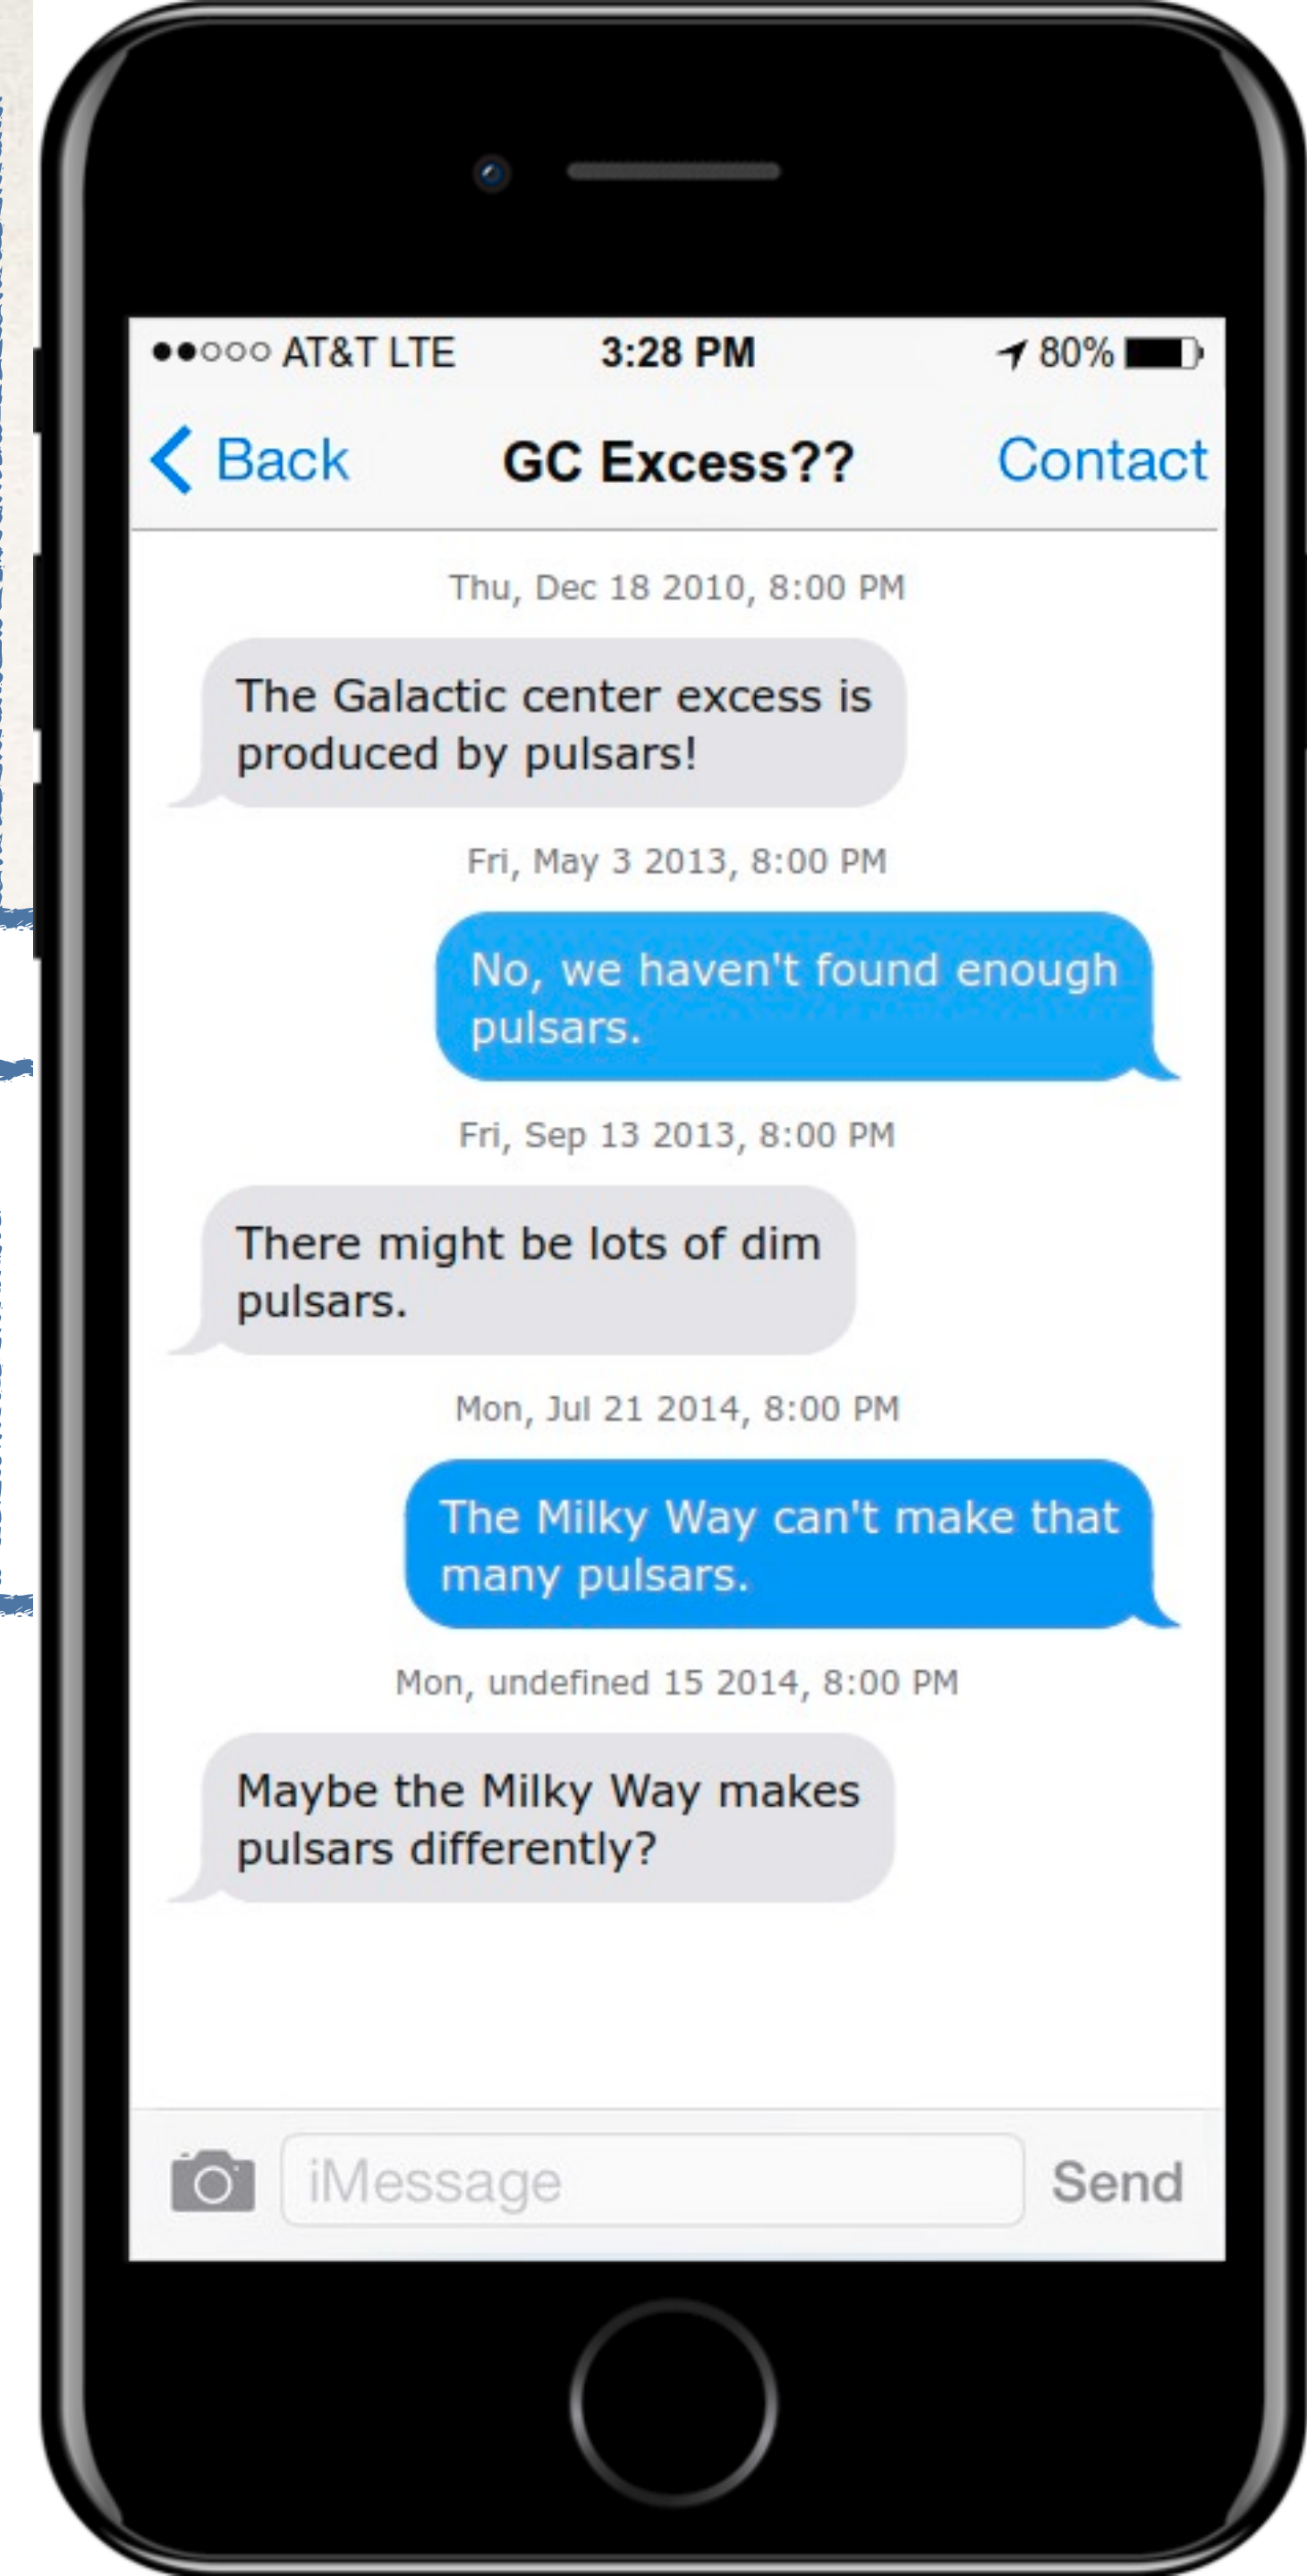 AT&T LTE 3:28 PM 80%
Back GC Excess?? Contact
Thu, Dec 18 2010, 8:00 PM
The Galactic center excess is
produced by pulsars!
Fri, May 3 2013, 8:00 PM
No, we haven't found enough
pulsars.
Fri, Sep 13 2013, 8:00 PM
There might be lots of dim
pulsars.
Mon, Jul 21 2014, 8:00 PM
The Milky Way can't make that
many pulsars.
Mon, undefined 15 2014, 8:00 PM
Maybe the Milky Way makes
pulsars differently?
iMessage Send